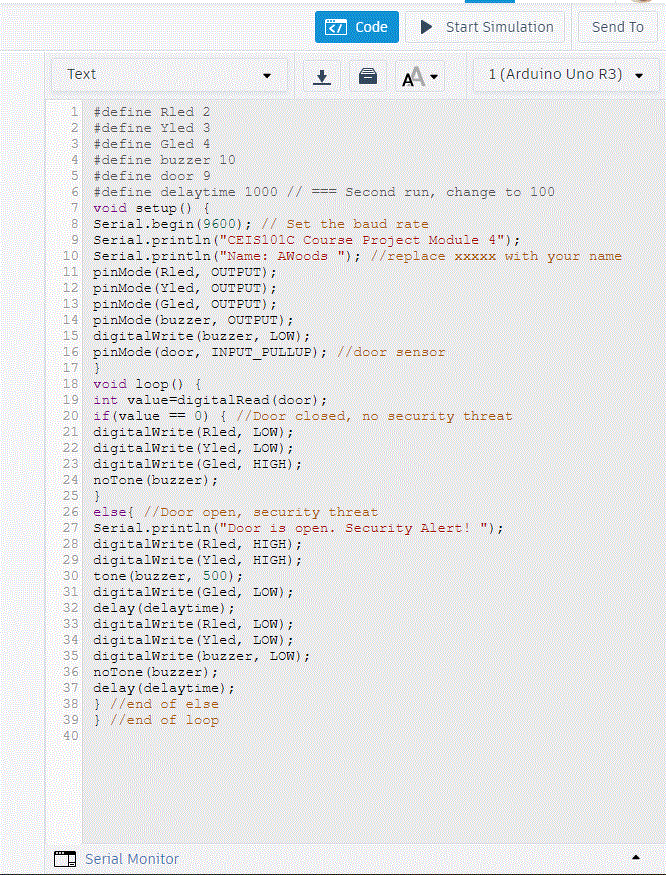 Code Start Simulation Send To
Text 1 (Arduino Uno R3)
1 #define Rled 2
2 #define Yled 3
3 #define Gled 4
4 #define buzzer 10
5 #define door 9
6 #define delaytime 1000 // === Second run, change to 100
7 void setup() {
8 Serial.begin(9600); // Set the baud rate
9 Serial.println("CEIS101C Course Project Module 4");
10 Serial.println("Name: AWoods "); //replace xxxxx with your name
11 pinMode(Rled, OUTPUT);
12 pinMode(Yled, OUTPUT);
13 pinMode(Gled, OUTPUT);
14 pinMode(buzzer, OUTPUT);
15 digitalWrite(buzzer, LOW);
16 pinMode(door, INPUT_PULLUP); //door sensor
17 }
18 void loop() {
19 int value=digitalRead(door);
20 if(value == 0) { //Door closed, no security threat
21 digitalWrite(Rled, LOW);
22 digitalWrite(Yled, LOW);
23 digitalWrite(Gled, HIGH);
24 noTone(buzzer);
25 }
26 else{ //Door open, security threat
27 Serial.println("Door is open. Security Alert! ");
28 digitalWrite(Rled, HIGH);
29 digitalWrite(Yled, HIGH);
30 tone(buzzer, 500);
31 digitalWrite(Gled, LOW);
32 delay(delaytime);
33 digitalWrite(Rled, LOW);
34 digitalWrite(Yled, LOW);
35 digitalWrite(buzzer, LOW);
36 noTone(buzzer);
37 delay(delaytime);
38 } //end of else
39 } //end of loop
40
Serial Monitor